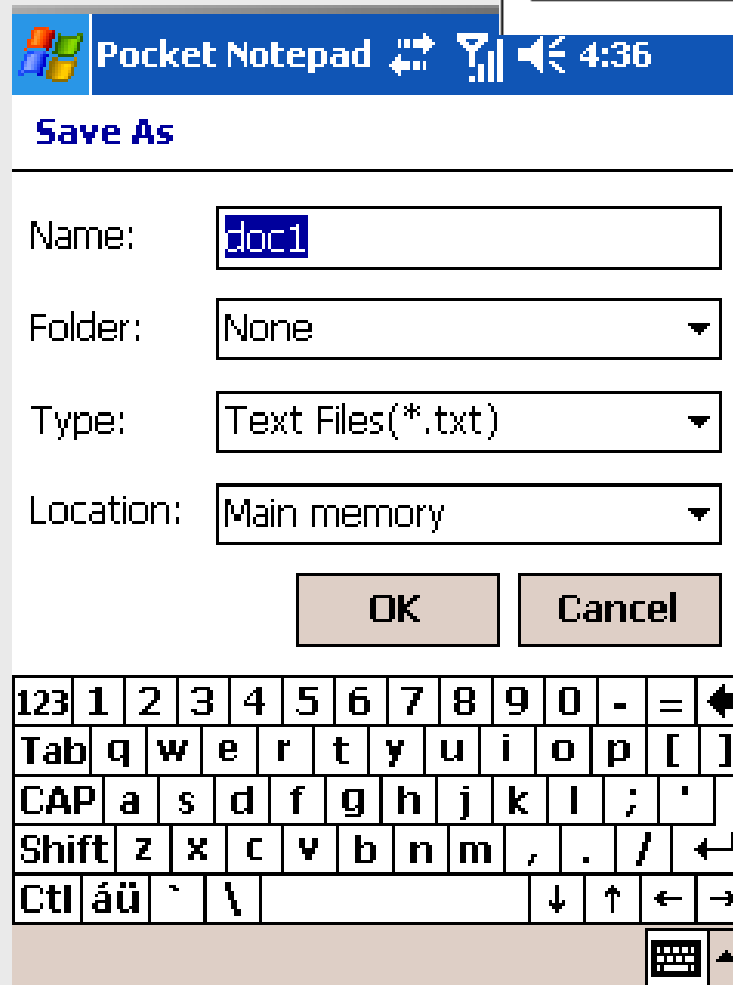 Pocket Notepad 4:36
Save As
Name: doc1
Folder: None
Type: Text Files(*.txt)
Location: Main memory
OK Cancel
123 1 2 3 4 5 6 7 8 9 0 - =
Tab q w e r t y u i o p [ ]
CAP a s d f g h j k l ; '
Shift z x c v b n m , . /
Ctl áü ` \